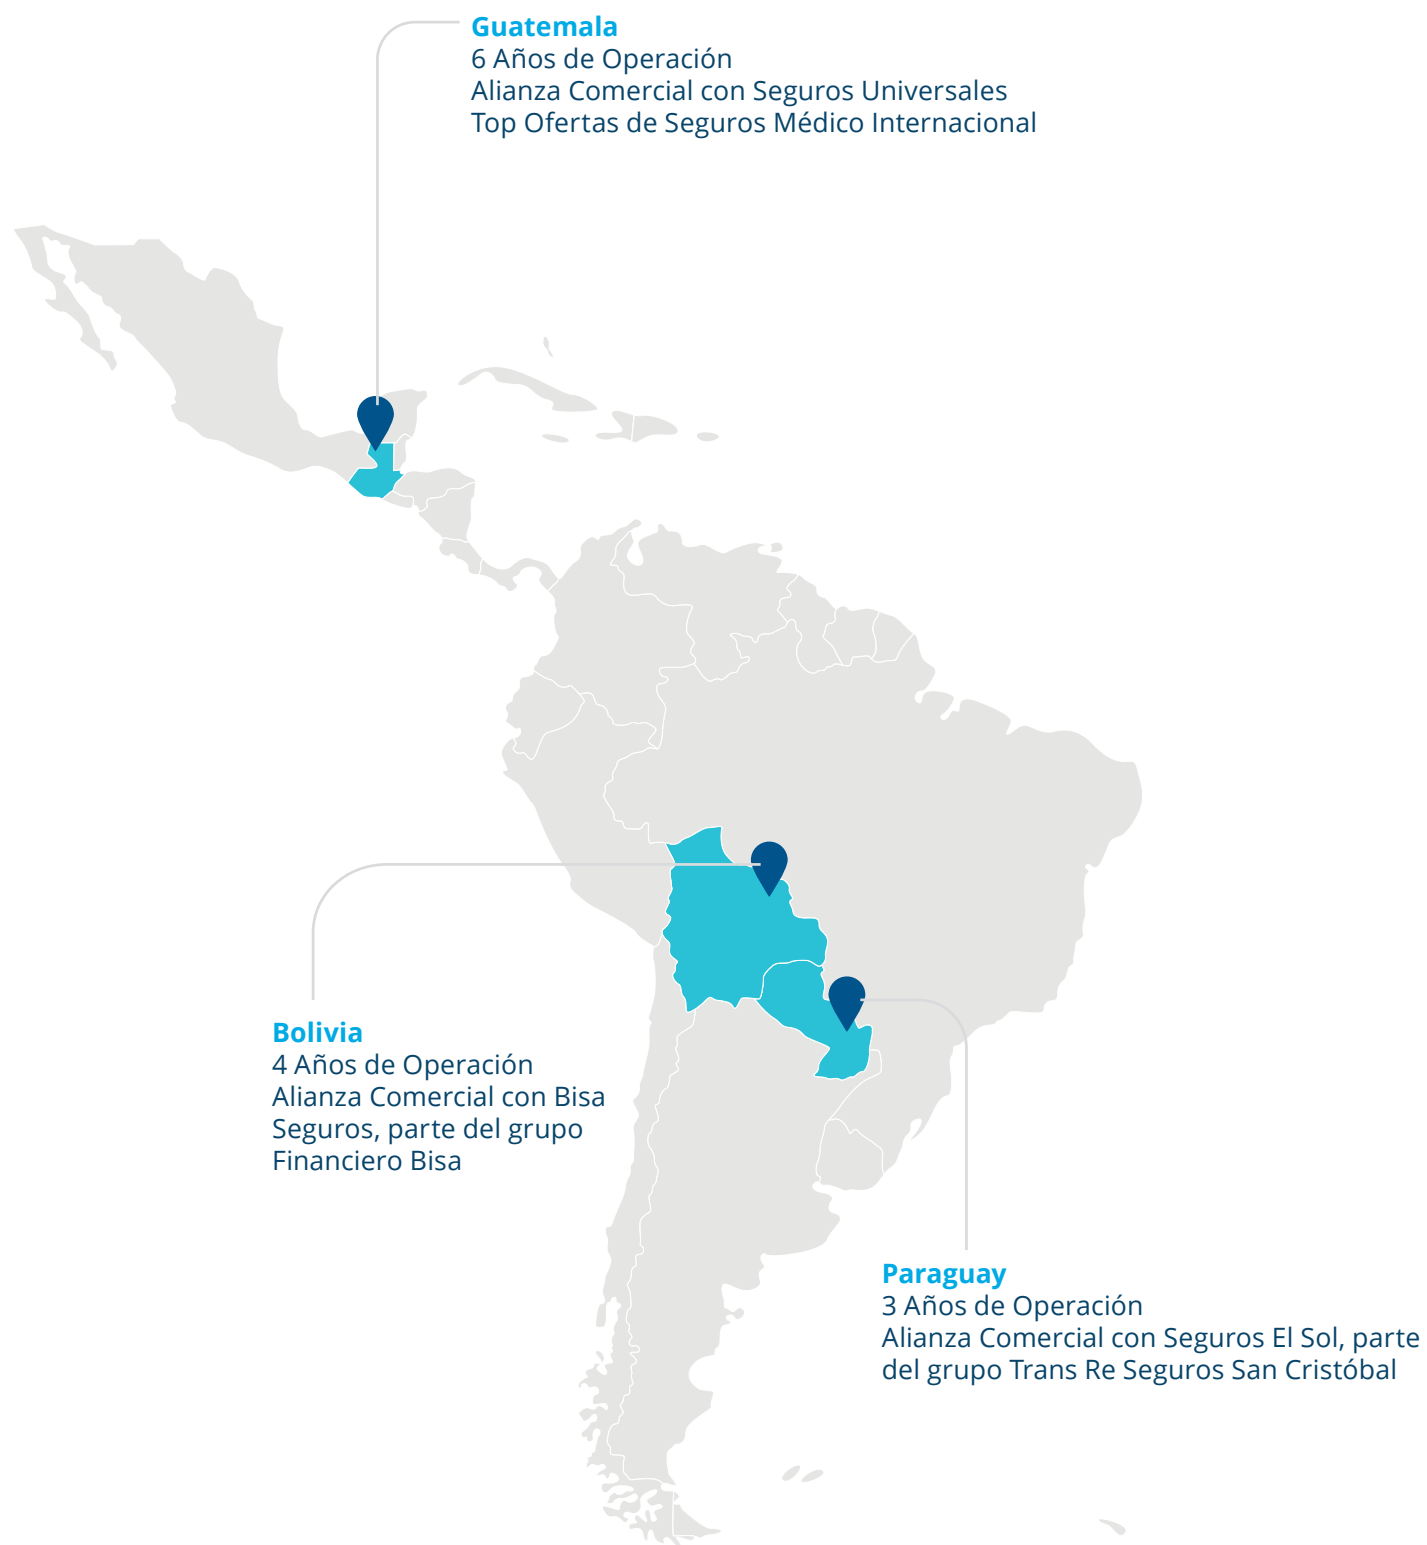 Guatemala
6 Años de Operación
Alianza Comercial con Seguros Universales
Top Ofertas de Seguros Médico Internacional
Bolivia
4 Años de Operación
Alianza Comercial con Bisa
Seguros, parte del grupo
Financiero Bisa
Paraguay
3 Años de Operación
Alianza Comercial con Seguros El Sol, parte
del grupo Trans Re Seguros San Cristóbal